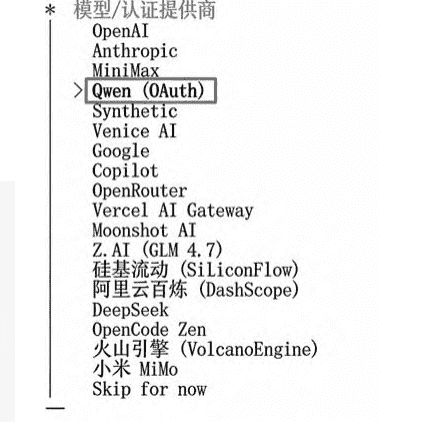 * 模型/认证提供商
OpenAI
Anthropic
MiniMax
>Qwen (OAuth)
Synthetic
Venice AI
Google
Copilot
OpenRouter
Vercel AI Gateway
Moonshot AI
Z.AI (GLM 4.7)
硅基流动 (SiLiconFlow)
阿里云百炼 (DashScope)
DeepSeek
OpenCode Zen
火山引擎 (VolcanoEngine)
小米 MiMo
Skip for now